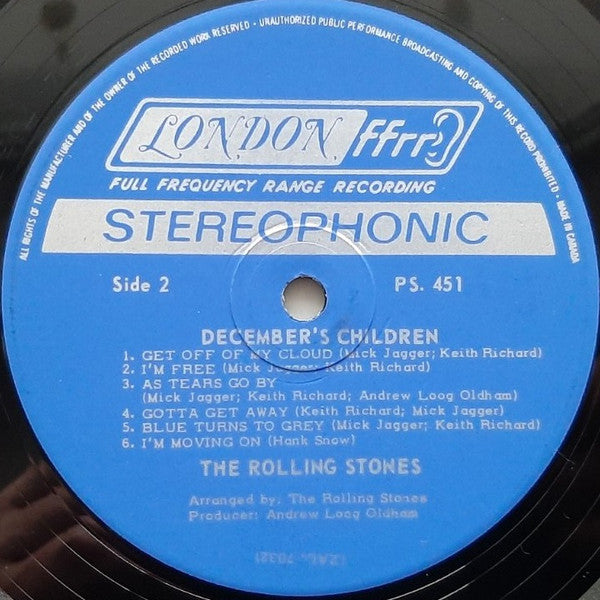 ALL RIGHTS OF THE MANUFACTURER AND OF THE OWNER OF THE RECORDED WORK RESERVED - UNAUTHORIZED PUBLIC PERFORMANCE BROADCASTING AND COPYING OF THIS RECORD PROHIBITED - MADE IN CANADA
LONDON ffrr
FULL FREQUENCY RANGE RECORDING
STEREOPHONIC
Side 2 PS. 451
DECEMBER'S CHILDREN
1. GET OFF OF MY CLOUD (Mick Jagger; Keith Richard)
2. I'M FREE (Mick Jagger; Keith Richard)
3. AS TEARS GO BY
(Mick Jagger; Keith Richard; Andrew Loog Oldham)
4. GOTTA GET AWAY (Keith Richard; Mick Jagger)
5. BLUE TURNS TO GREY (Mick Jagger; Keith Richard)
6. I'M MOVING ON (Hank Snow)
THE ROLLING STONES
Arranged by: The Rolling Stones
Producer: Andrew Loog Oldham
(ZAL. 7032)